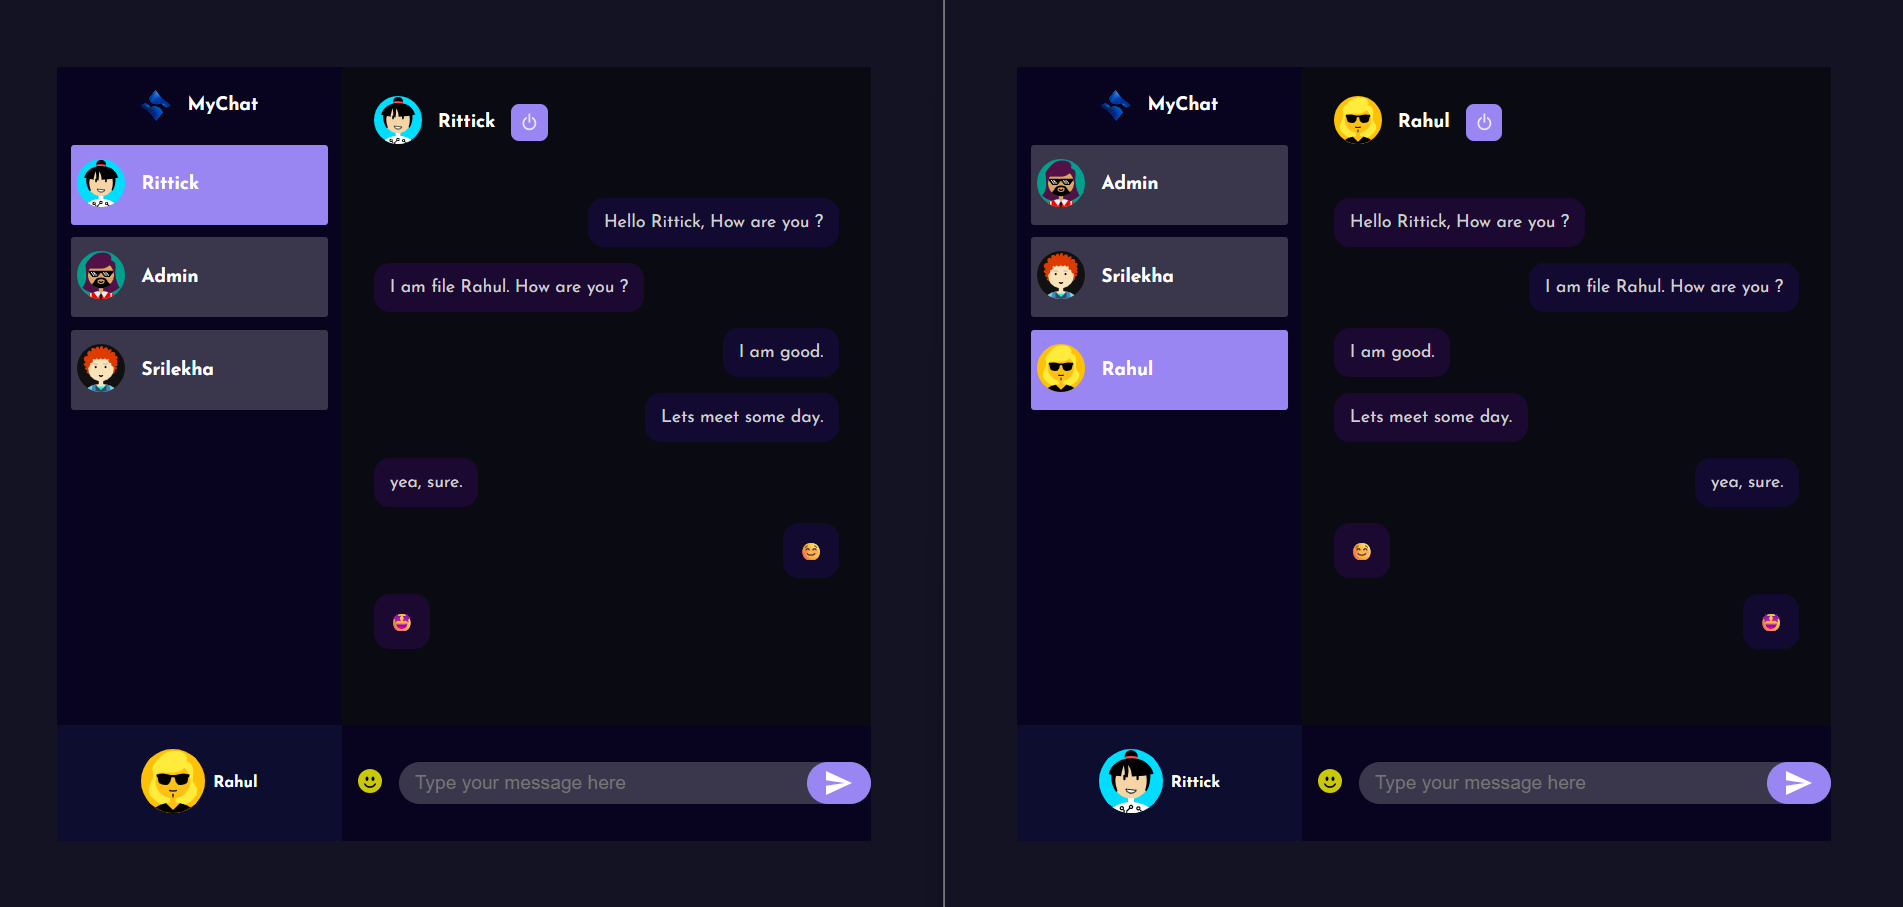 MyChat
Rittick
Rittick
Admin
Srilekha
Hello Rittick, How are you ?
I am file Rahul. How are you ?
I am good.
Lets meet some day.
yea, sure.
😊
🤩
Rahul
Type your message here
MyChat
Rahul
Admin
Srilekha
Rahul
Hello Rittick, How are you ?
I am file Rahul. How are you ?
I am good.
Lets meet some day.
yea, sure.
😊
🤩
Rittick
Type your message here